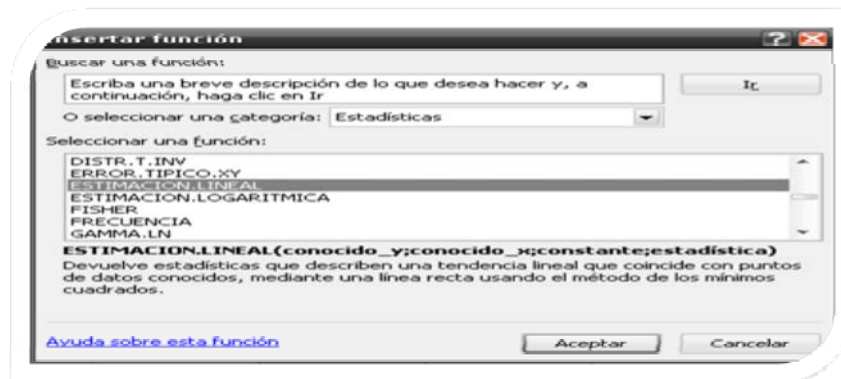 Insertar función
Buscar una función:
Escriba una breve descripción de lo que desea hacer y, a
continuación, haga clic en Ir
Ir
O seleccionar una categoría: Estadísticas
Seleccionar una función:
DISTR.T.INV
ERROR.TIPICO.XY
ESTIMACION.LINEAL
ESTIMACION.LOGARITMICA
FISHER
FRECUENCIA
GAMMA.LN
ESTIMACION.LINEAL(conocido_y;conocido_x;constante;estadística)
Devuelve estadísticas que describen una tendencia lineal que coincide con puntos
de datos conocidos, mediante una línea recta usando el método de los mínimos
cuadrados.
Ayuda sobre esta función
Aceptar
Cancelar